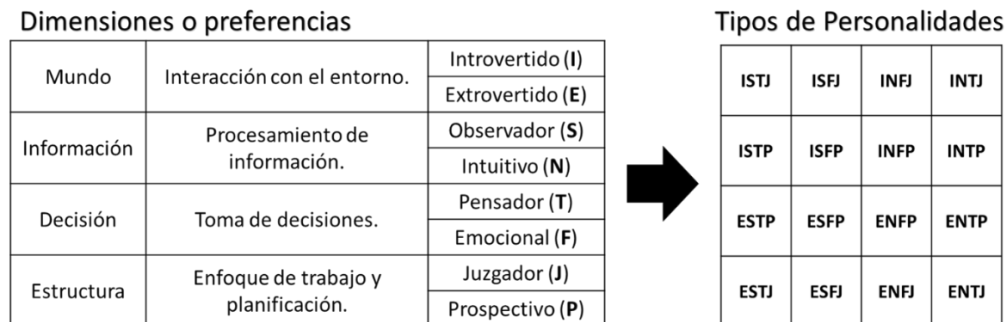 Dimensiones o preferencias
Mundo
Interacción con el entorno.
Introvertido (I)
Extrovertido (E)
Información
Procesamiento de
información.
Observador (S)
Intuitivo (N)
Decisión
Toma de decisiones.
Pensador (T)
Emocional (F)
Estructura
Enfoque de trabajo y
planificación.
Juzgador (J)
Prospectivo (P)
Tipos de Personalidades
ISTJ ISFJ INFJ INTJ
ISTP ISFP INFP INTP
ESTP ESFP ENFP ENTP
ESTJ ESFJ ENFJ ENTJ